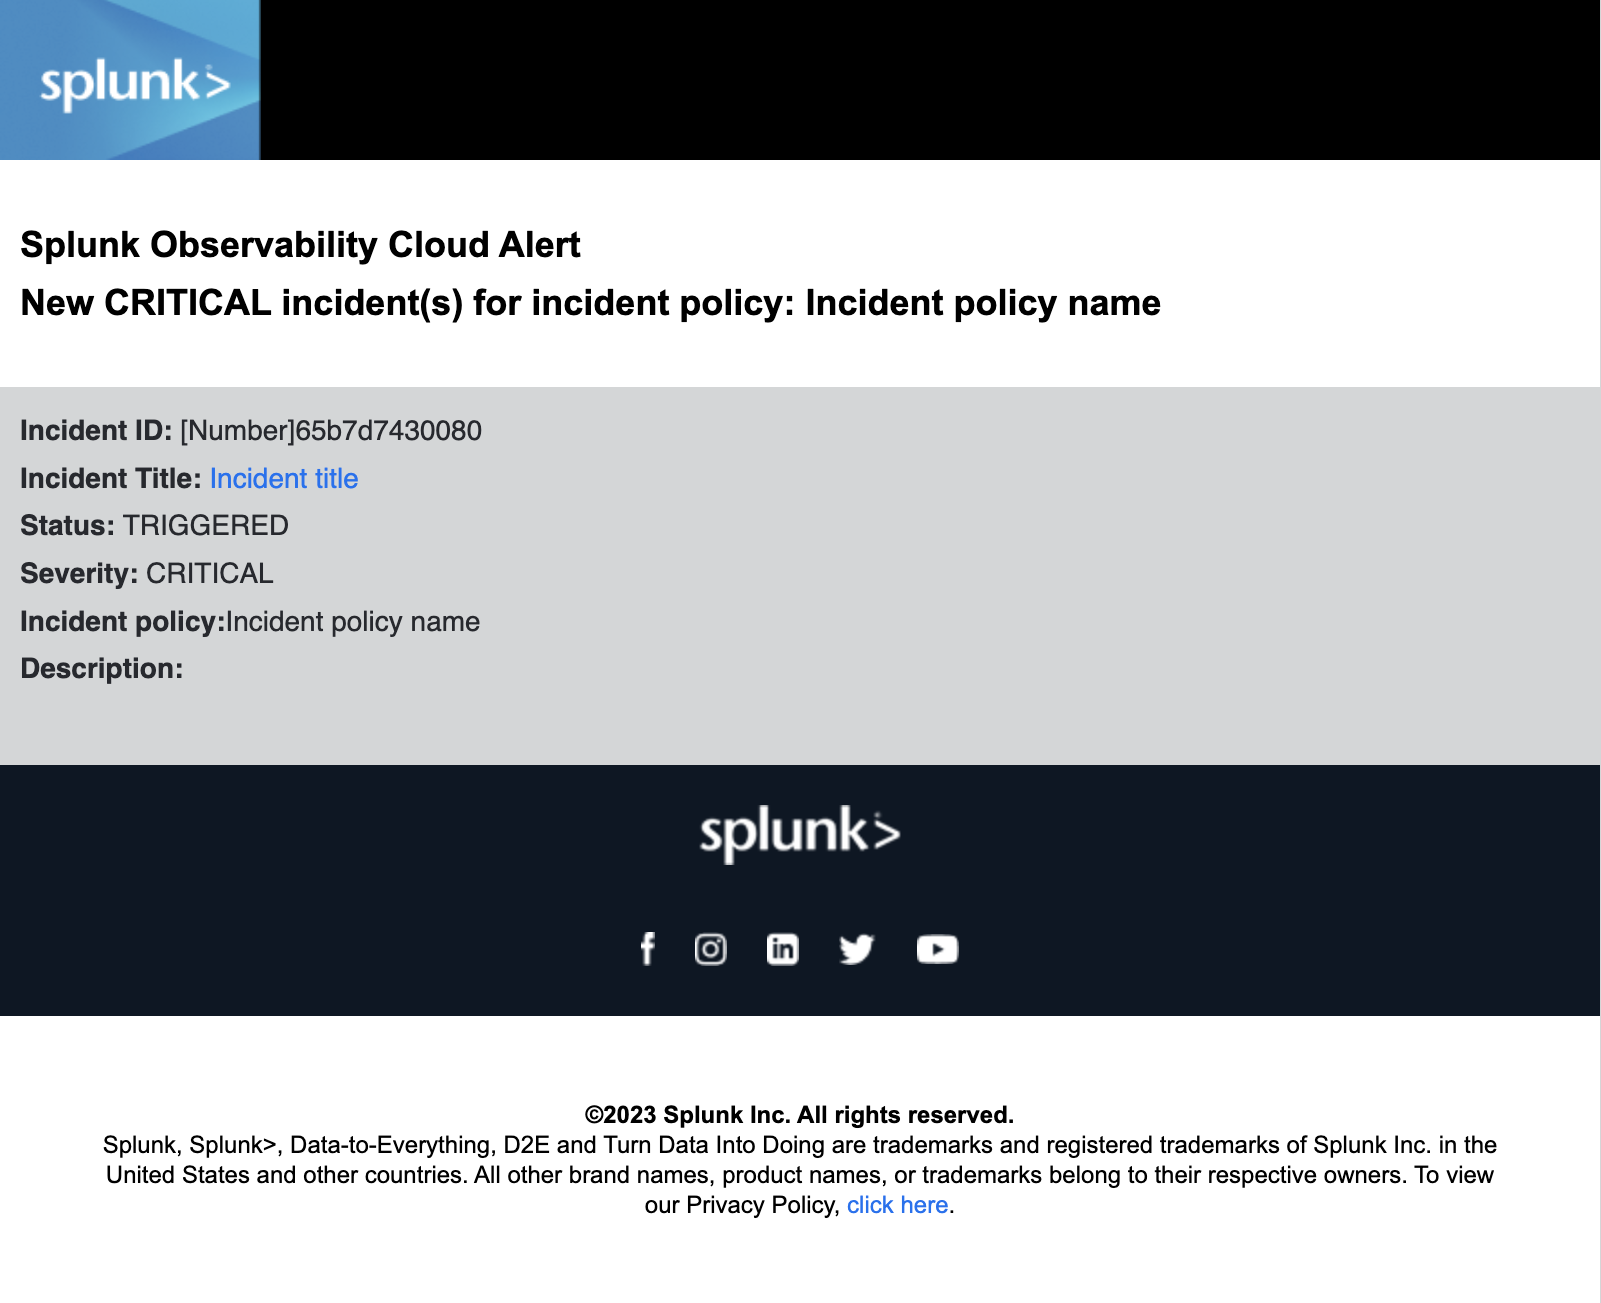 splunk>
Splunk Observability Cloud Alert
New CRITICAL incident(s) for incident policy: Incident policy name
Incident ID: [Number]65b7d7430080
Incident Title: Incident title
Status: TRIGGERED
Severity: CRITICAL
Incident policy:Incident policy name
Description:
splunk>
©2023 Splunk Inc. All rights reserved.
Splunk, Splunk>, Data-to-Everything, D2E and Turn Data Into Doing are trademarks and registered trademarks of Splunk Inc. in the
United States and other countries. All other brand names, product names, or trademarks belong to their respective owners. To view
our Privacy Policy, click here.